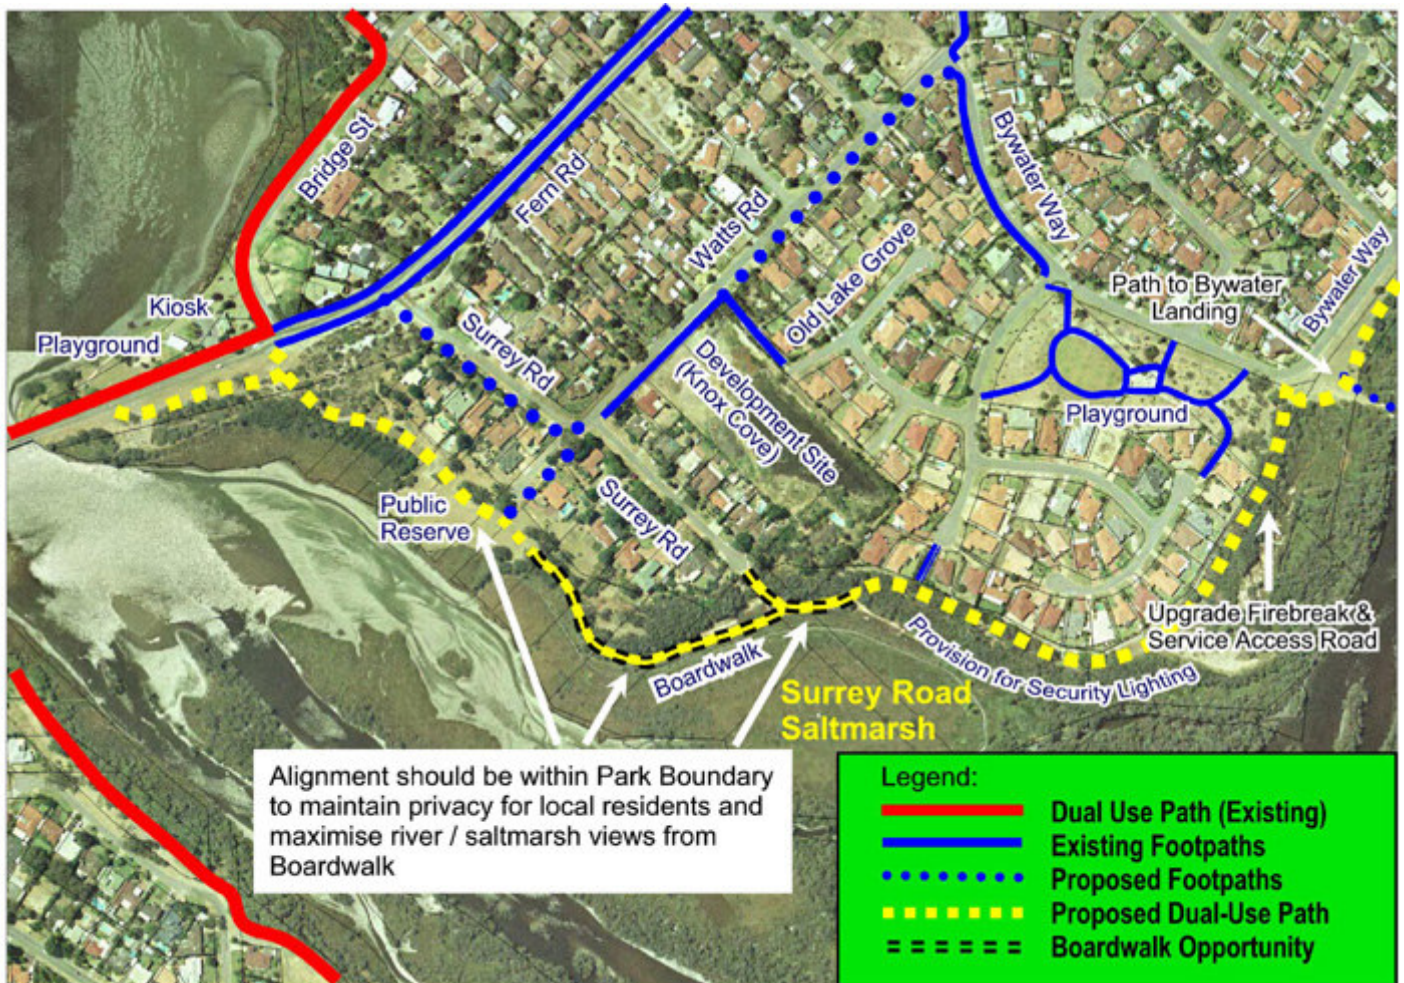 Bridge St
Fern Rd
Bywater Way
Watts Rd
Old Lake Grove
Path to Bywater
Landing
Bywater Way
Kiosk
Playground
Surrey Rd
Development Site
(Knox Cove)
Playground
Public
Reserve
Surrey Rd
Upgrade Firebreak &
Service Access Road
Provision for Security Lighting
Boardwalk
Surrey Road
Saltmarsh
Alignment should be within Park Boundary
to maintain privacy for local residents and
maximise river / saltmarsh views from
Boardwalk
Legend:
Dual Use Path (Existing)
Existing Footpaths
Proposed Footpaths
Proposed Dual-Use Path
Boardwalk Opportunity